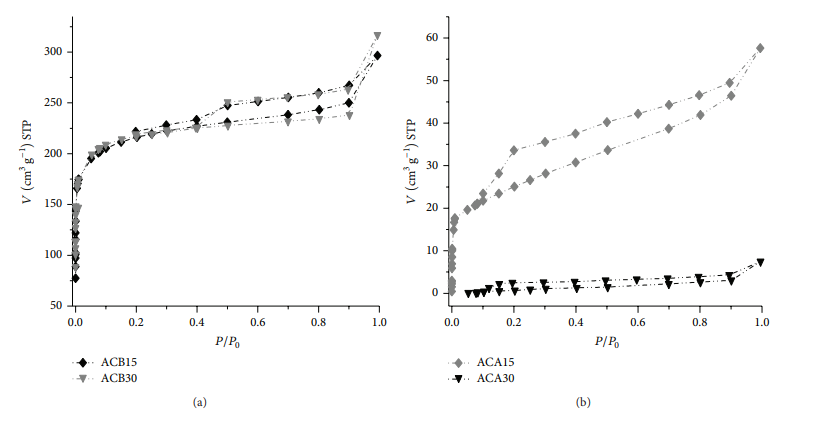 300
250
200
150
100
50
V (cm³ g⁻¹) STP
0.0 0.2 0.4 0.6 0.8 1.0
P/P₀
ACB15
ACB30
(a)
60
50
40
30
20
10
0
V (cm³ g⁻¹) STP
0.0 0.2 0.4 0.6 0.8 1.0
P/P₀
ACA15
ACA30
(b)